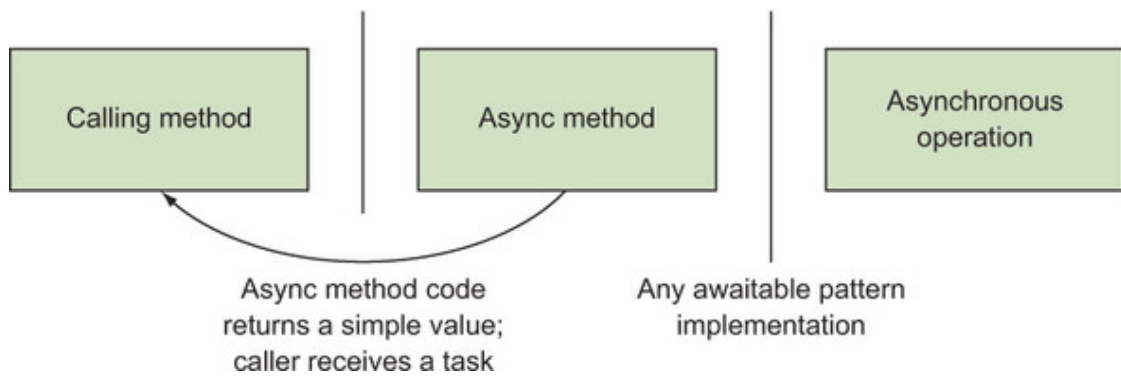 Calling method
Async method
Asynchronous
operation
Async method code
returns a simple value;
caller receives a task
Any awaitable pattern
implementation